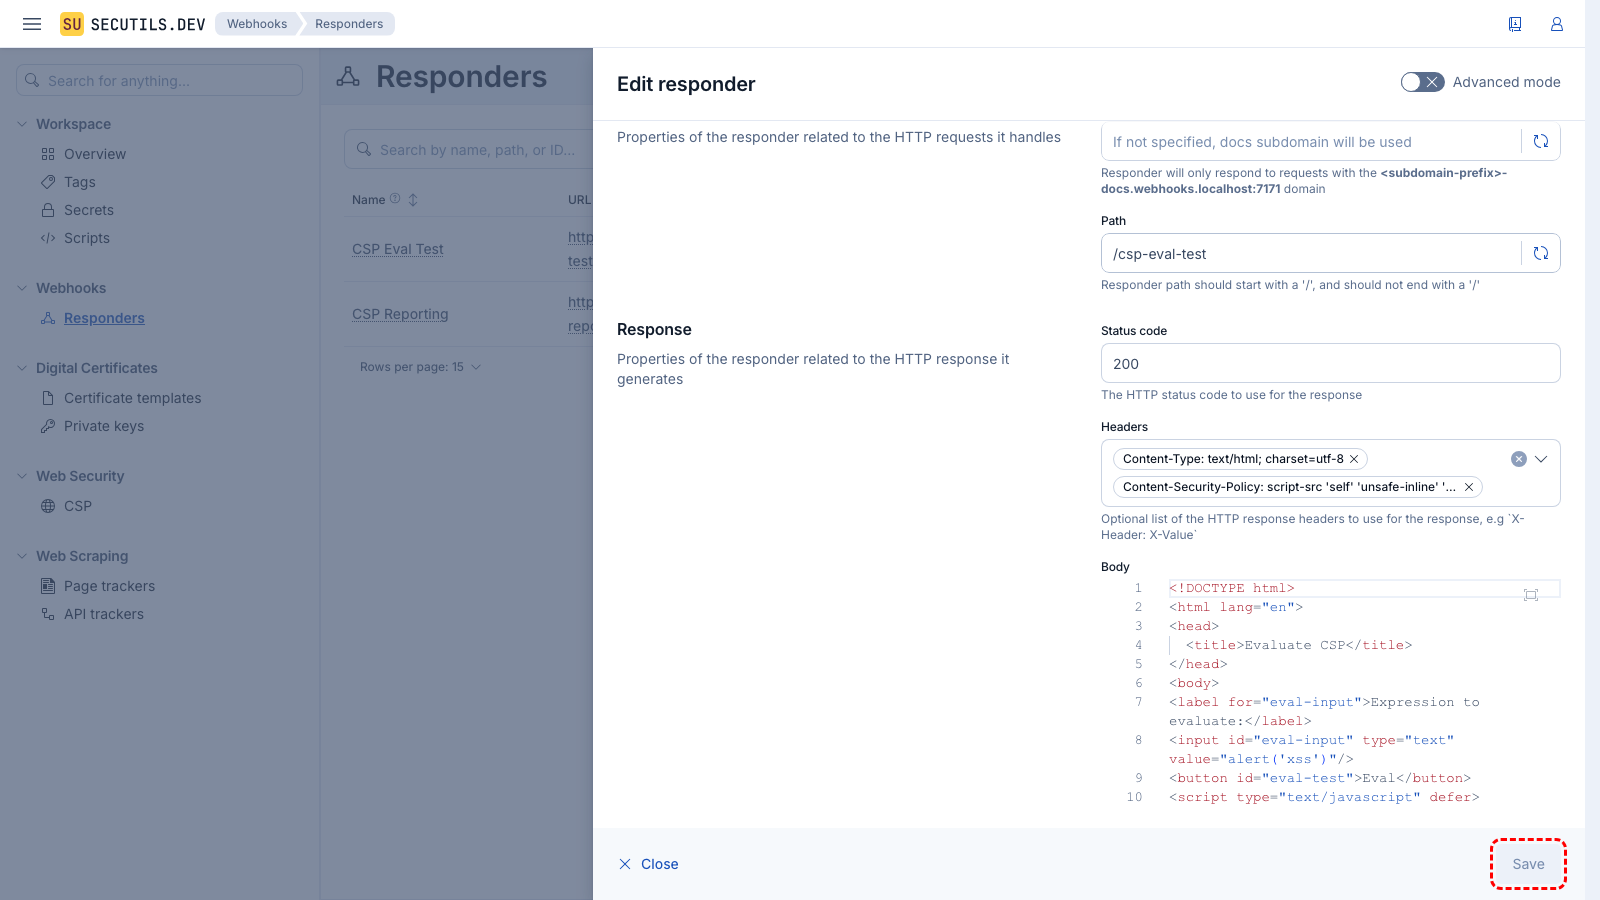 SU SECUTILS.DEV Webhooks Responders
Search for anything...
Workspace
Overview
Tags
Secrets
Scripts
Webhooks
Responders
Digital Certificates
Certificate templates
Private keys
Web Security
CSP
Web Scraping
Page trackers
API trackers
Responders
Search by name, path, or ID...
Name URL
CSP Eval Test http
test
CSP Reporting http
repo
Rows per page: 15
Edit responder
Advanced mode
Properties of the responder related to the HTTP requests it handles
If not specified, docs subdomain will be used
Responder will only respond to requests with the <subdomain-prefix>-
docs.webhooks.localhost:7171 domain
Path
/csp-eval-test
Responder path should start with a '/', and should not end with a '/'
Response
Properties of the responder related to the HTTP response it
generates
Status code
200
The HTTP status code to use for the response
Headers
Content-Type: text/html; charset=utf-8
Content-Security-Policy: script-src 'self' 'unsafe-inline' '...
Optional list of the HTTP response headers to use for the response, e.g `X-
Header: X-Value`
Body
1 <!DOCTYPE html>
2 <html lang="en">
3 <head>
4 <title>Evaluate CSP</title>
5 </head>
6 <body>
7 <label for="eval-input">Expression to
evaluate:</label>
8 <input id="eval-input" type="text"
value="alert('xss')"/>
9 <button id="eval-test">Eval</button>
10 <script type="text/javascript" defer>
Close
Save